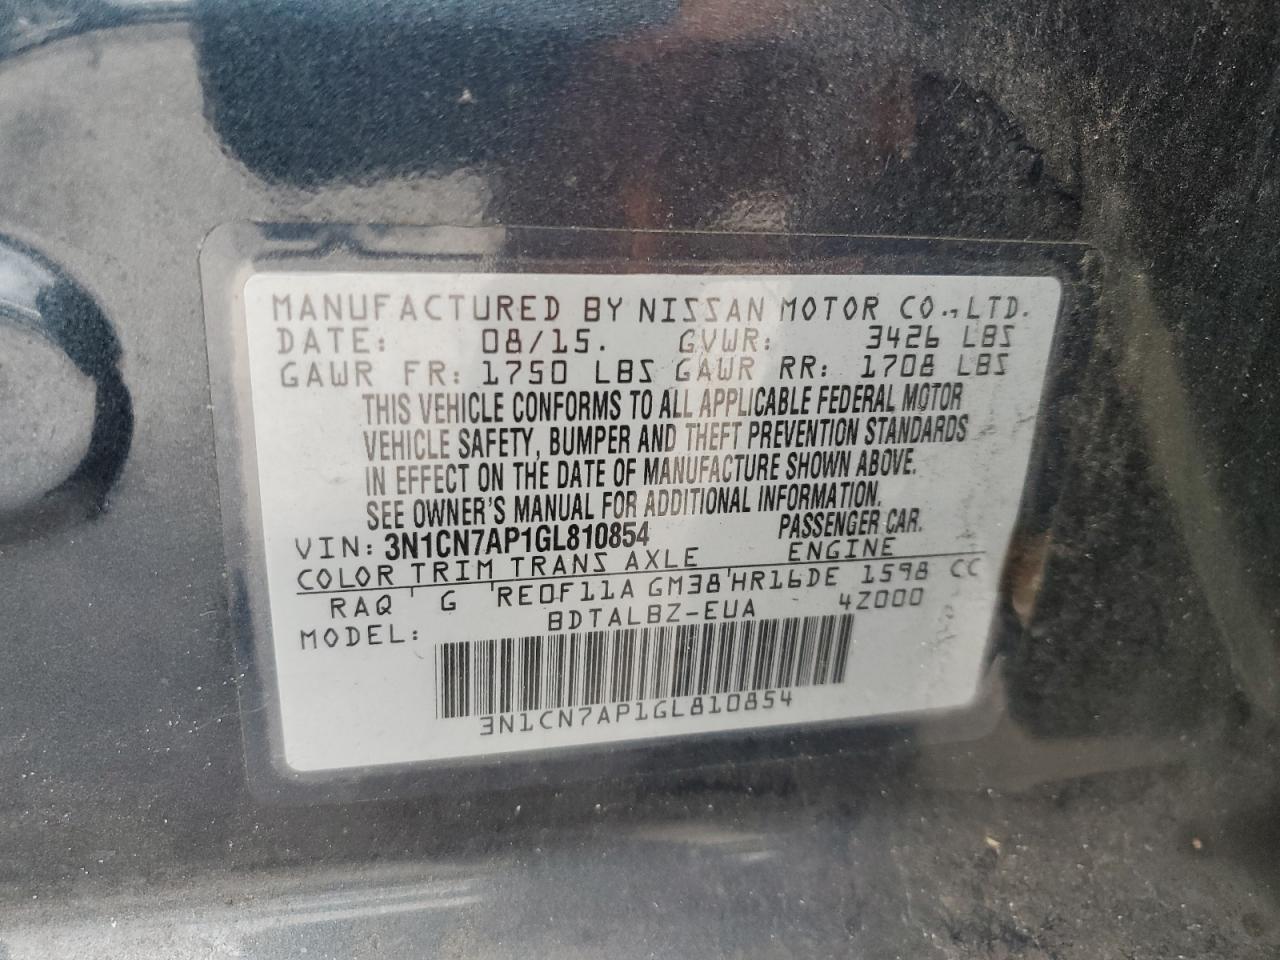 MANUFACTURED BY NISSAN MOTOR CO.,LTD.
DATE: 08/15. GVWR: 3426 LBS
GAWR FR: 1750 LBS GAWR RR: 1708 LBS
THIS VEHICLE CONFORMS TO ALL APPLICABLE FEDERAL MOTOR
VEHICLE SAFETY, BUMPER AND THEFT PREVENTION STANDARDS
IN EFFECT ON THE DATE OF MANUFACTURE SHOWN ABOVE.
SEE OWNER'S MANUAL FOR ADDITIONAL INFORMATION.
VIN: 3N1CN7AP1GL810854 PASSENGER CAR.
COLOR TRIM TRANS AXLE ENGINE
RAQ' G 'RE0F11A GM38'HR16DE 1598 CC
MODEL: BDTALBZ-EUA 4Z000
3N1CN7AP1GL810854